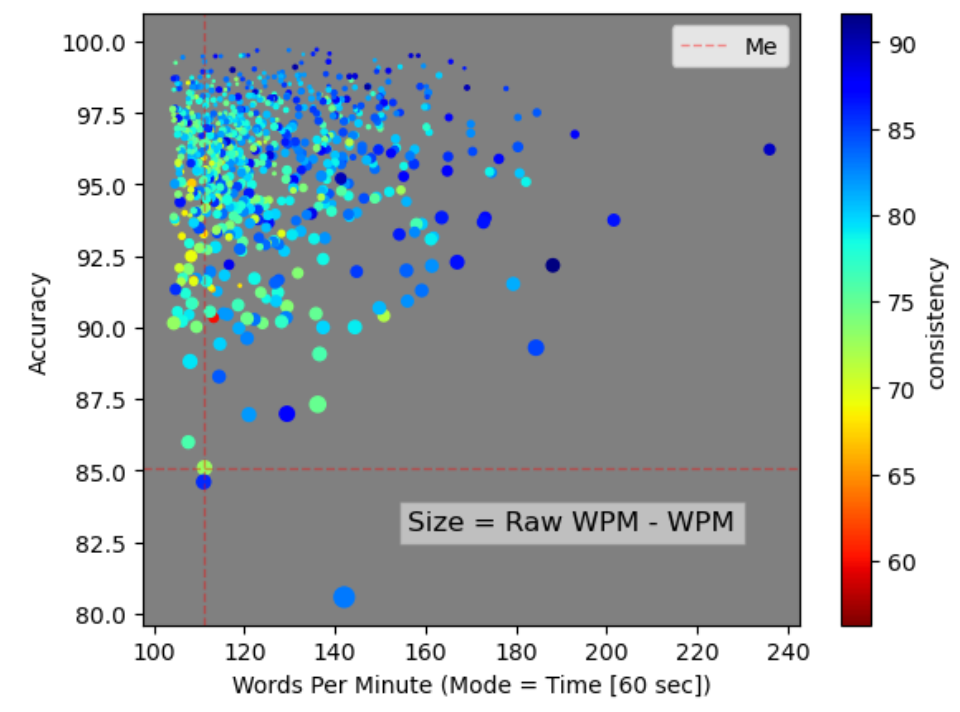 100.0
97.5
95.0
92.5
90.0
87.5
85.0
82.5
80.0
Accuracy
Me
Size = Raw WPM - WPM
100 120 140 160 180 200 220 240
Words Per Minute (Mode = Time [60 sec])
90
85
80
75
70
65
60
consistency